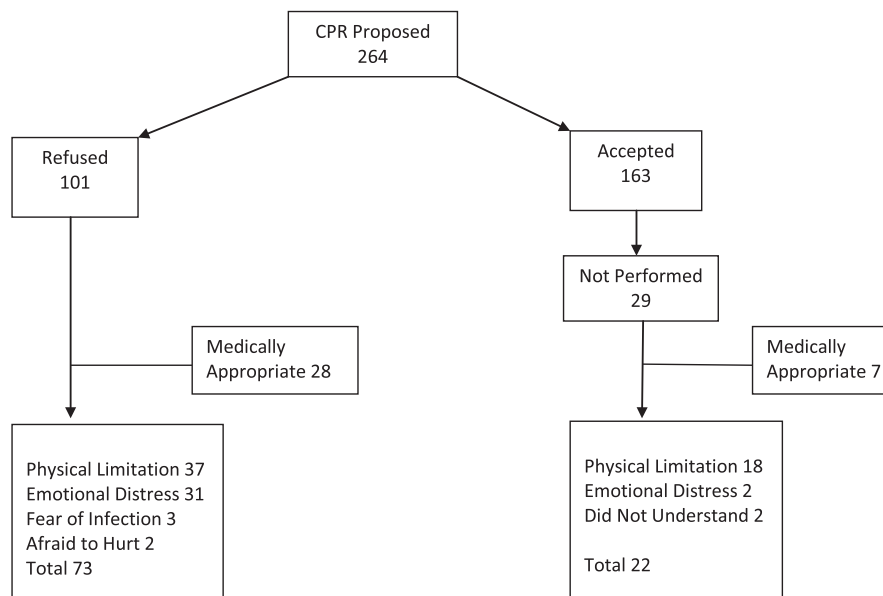 CPR Proposed
264
Refused
101
Accepted
163
Not Performed
29
Medically
Appropriate 28
Medically
Appropriate 7
Physical Limitation 37
Emotional Distress 31
Fear of Infection 3
Afraid to Hurt 2
Total 73
Physical Limitation 18
Emotional Distress 2
Did Not Understand 2
Total 22